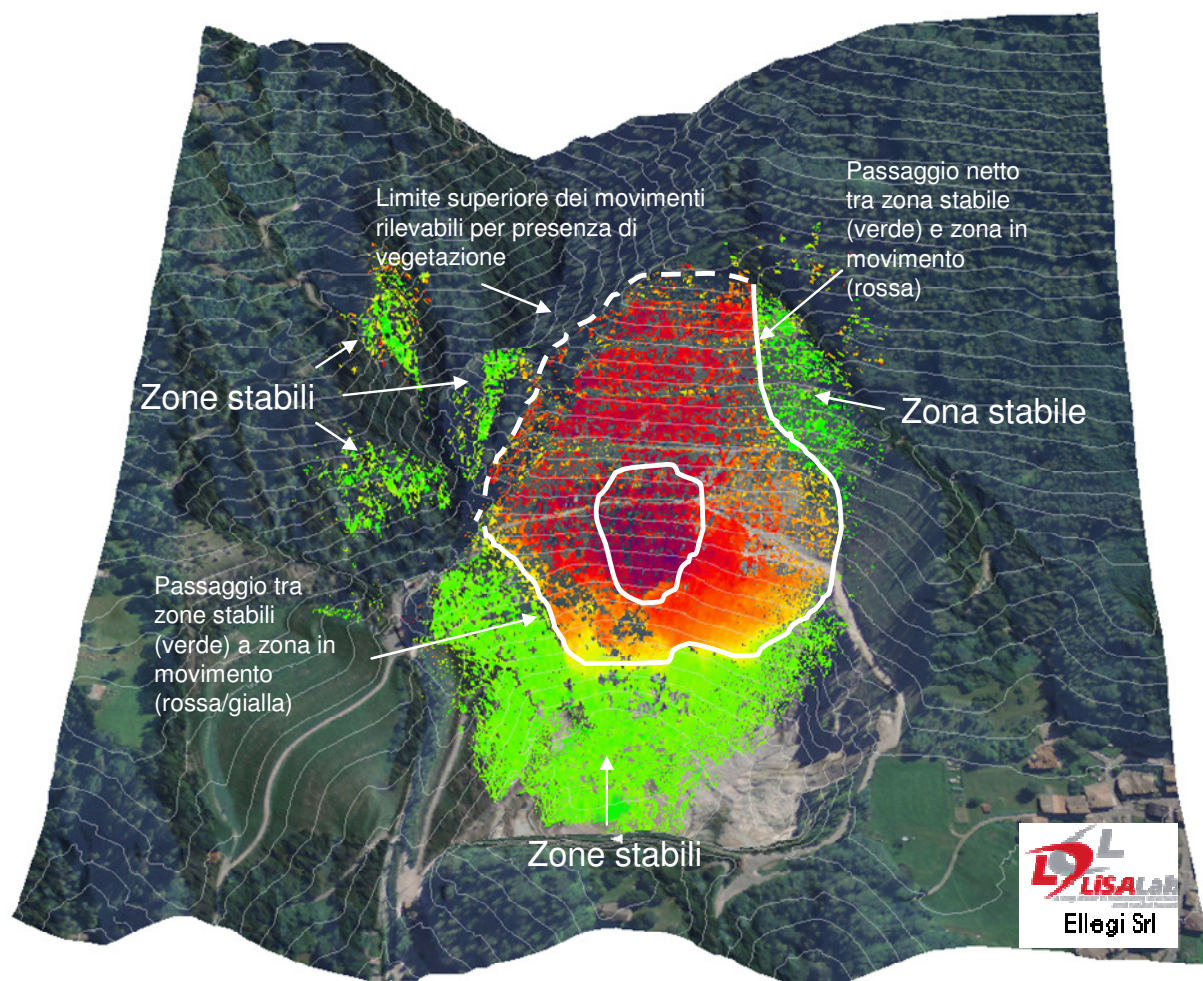 Passaggio netto
tra zona stabile
(verde) e zona in
movimento
(rossa)
Limite superiore dei movimenti
rilevabili per presenza di
vegetazione
Zone stabili
Zona stabile
Passaggio tra
zone stabili
(verde) a zona in
movimento
(rossa/gialla)
Zone stabili
L L
LiSALab
Ellegi Srl